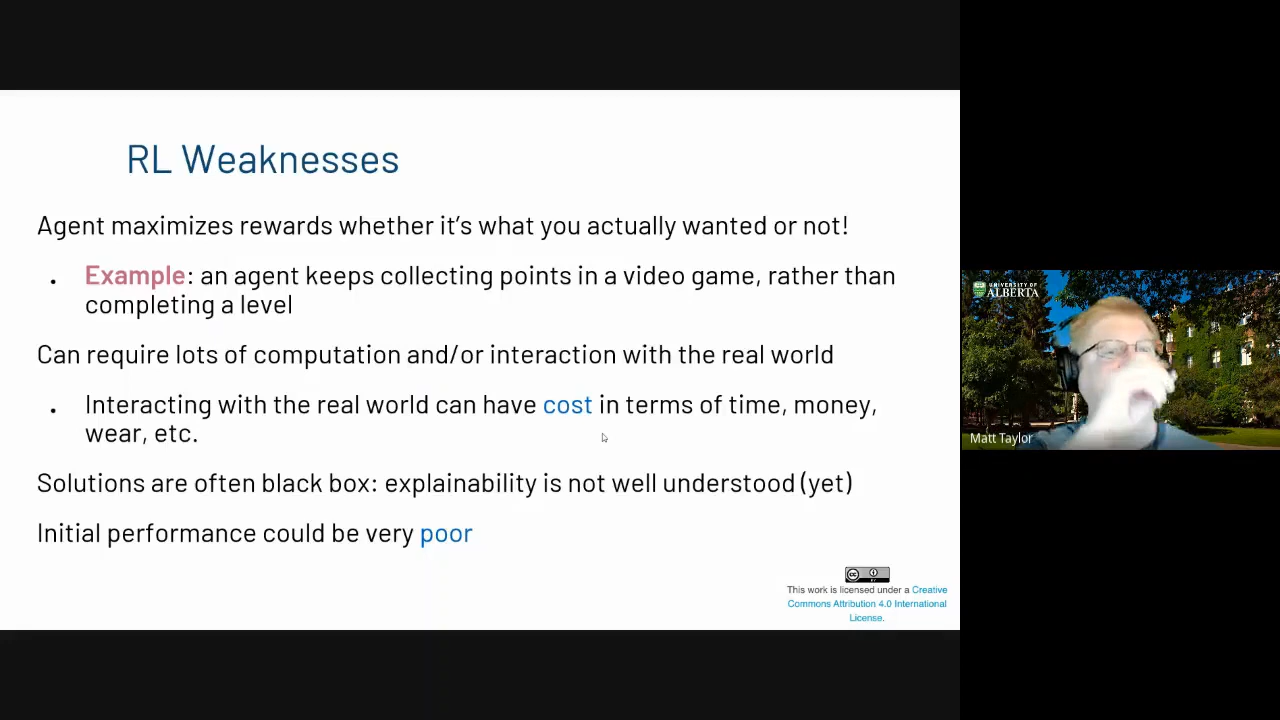 RL Weaknesses
Agent maximizes rewards whether it's what you actually wanted or not!
. Example: an agent keeps collecting points in a video game, rather than
completing a level
Can require lots of computation and/or interaction with the real world
. Interacting with the real world can have cost in terms of time, money,
wear, etc.
Solutions are often black box: explainability is not well understood (yet)
Initial performance could be very poor
cc BY
This work is licensed under a Creative
Commons Attribution 4.0 International
License.
UNIVERSITY OF
ALBERTA
Matt Taylor